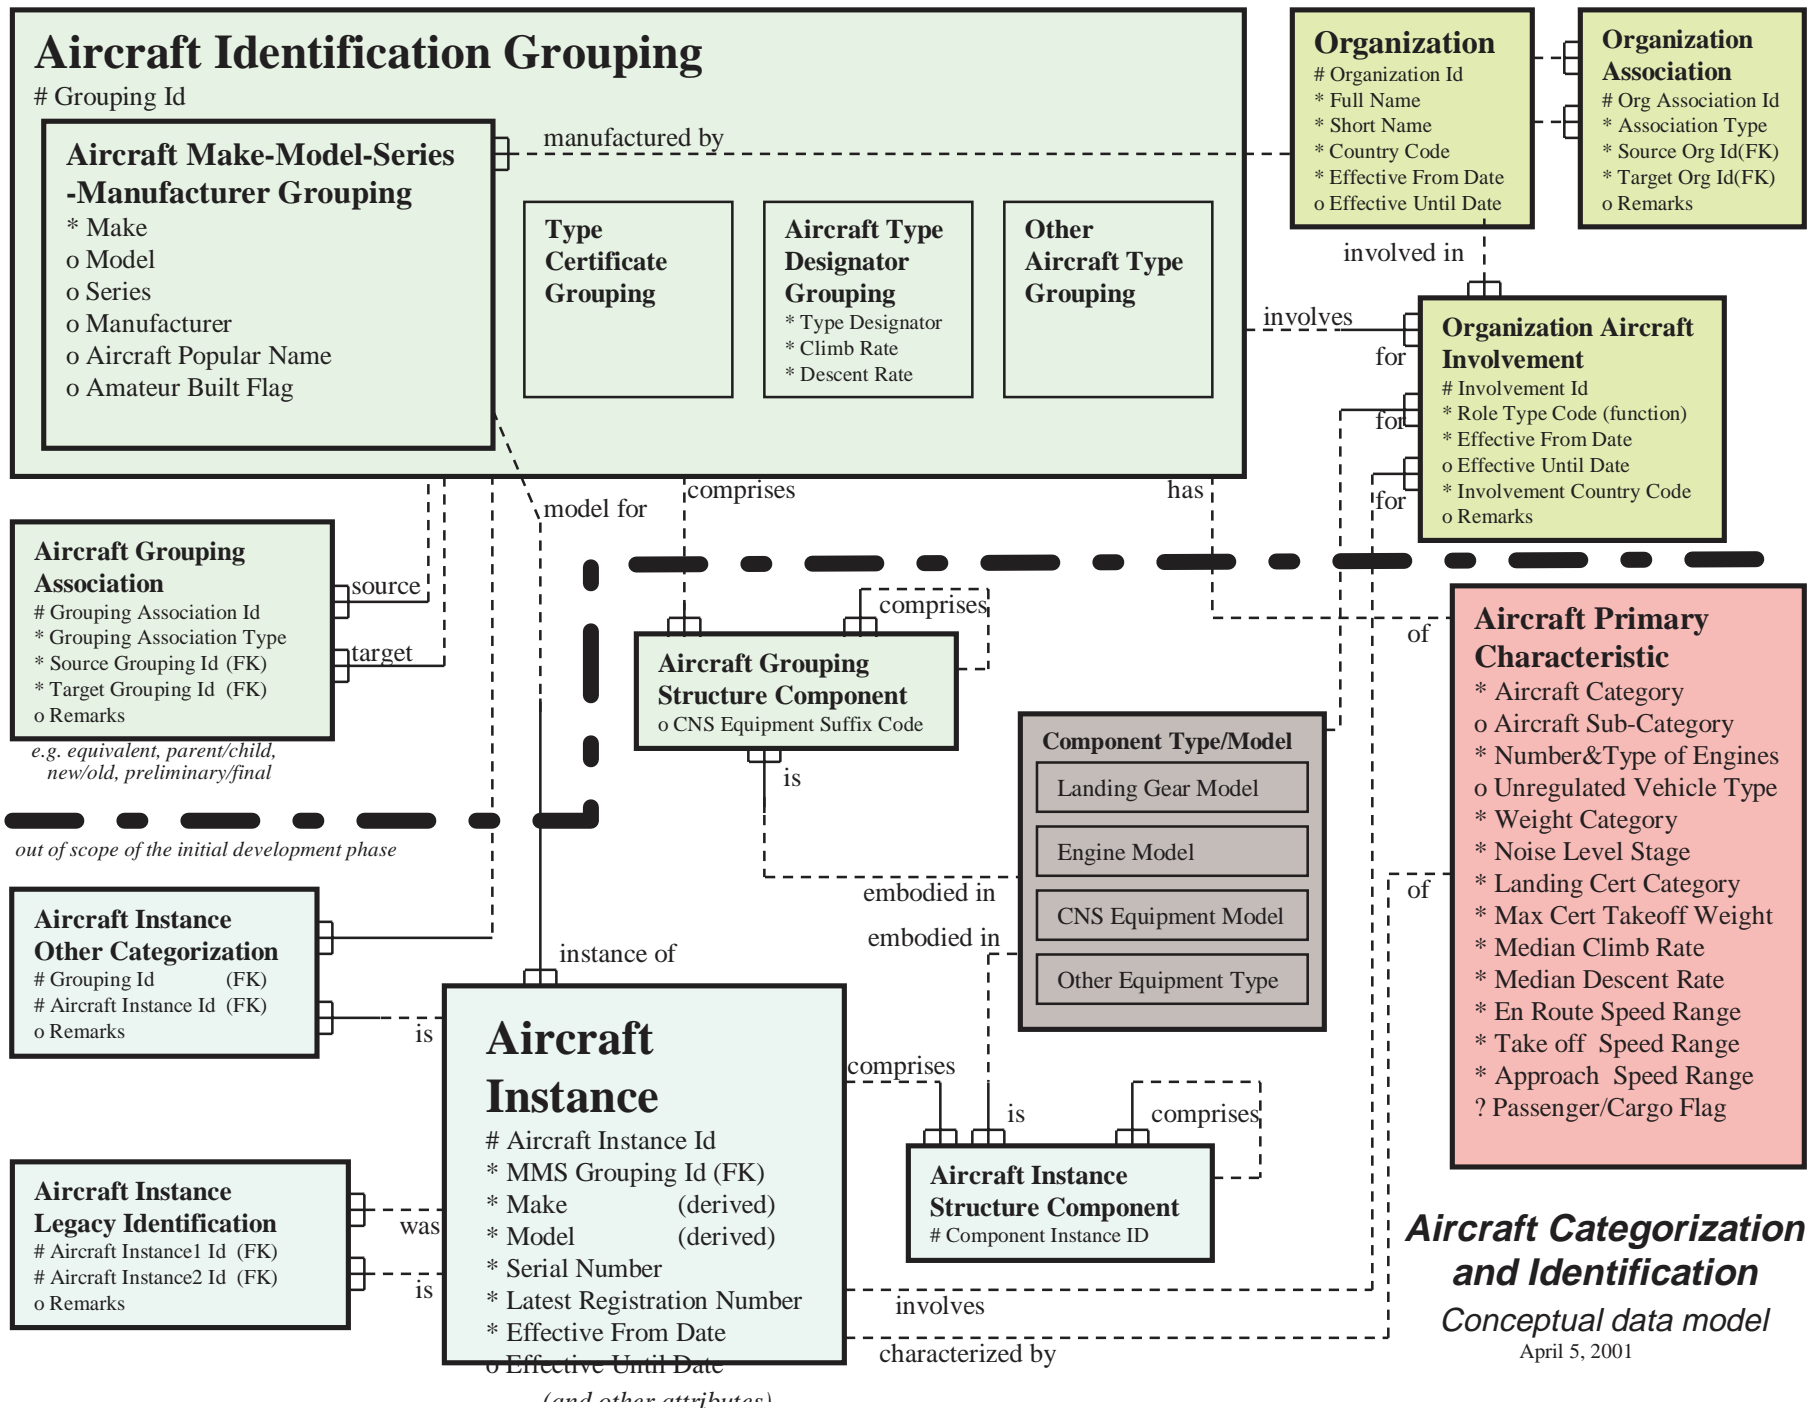 Aircraft Identification Grouping
# Grouping Id
Aircraft Make-Model-Series
-Manufacturer Grouping
* Make
o Model
o Series
o Manufacturer
o Aircraft Popular Name
o Amateur Built Flag
manufactured by
Type
Certificate
Grouping
Aircraft Type
Designator
Grouping
* Type Designator
* Climb Rate
* Descent Rate
Other
Aircraft Type
Grouping
Organization
# Organization Id
* Full Name
* Short Name
* Country Code
* Effective From Date
o Effective Until Date
Organization
Association
# Org Association Id
* Association Type
* Source Org Id(FK)
* Target Org Id(FK)
o Remarks
involved in
involves
for
for
for
Organization Aircraft
Involvement
# Involvement Id
* Role Type Code (function)
* Effective From Date
o Effective Until Date
* Involvement Country Code
o Remarks
model for
comprises
has
Aircraft Grouping
Association
# Grouping Association Id
* Grouping Association Type
* Source Grouping Id (FK)
* Target Grouping Id (FK)
o Remarks
source
target
e.g. equivalent, parent/child,
new/old, preliminary/final
out of scope of the initial development phase
comprises
Aircraft Grouping
Structure Component
o CNS Equipment Suffix Code
is
embodied in
embodied in
Component Type/Model
Landing Gear Model
Engine Model
CNS Equipment Model
Other Equipment Type
of
of
Aircraft Primary
Characteristic
* Aircraft Category
o Aircraft Sub-Category
* Number&Type of Engines
o Unregulated Vehicle Type
* Weight Category
* Noise Level Stage
* Landing Cert Category
* Max Cert Takeoff Weight
* Median Climb Rate
* Median Descent Rate
* En Route Speed Range
* Take off Speed Range
* Approach Speed Range
? Passenger/Cargo Flag
Aircraft Instance
Other Categorization
# Grouping Id (FK)
# Aircraft Instance Id (FK)
o Remarks
is
instance of
Aircraft
Instance
# Aircraft Instance Id
* MMS Grouping Id (FK)
* Make (derived)
* Model (derived)
* Serial Number
* Latest Registration Number
* Effective From Date
o Effective Until Date
(and other attributes)
Aircraft Instance
Legacy Identification
# Aircraft Instance1 Id (FK)
# Aircraft Instance2 Id (FK)
o Remarks
was
is
comprises
is
comprises
Aircraft Instance
Structure Component
# Component Instance ID
involves
characterized by
Aircraft Categorization
and Identification
Conceptual data model
April 5, 2001